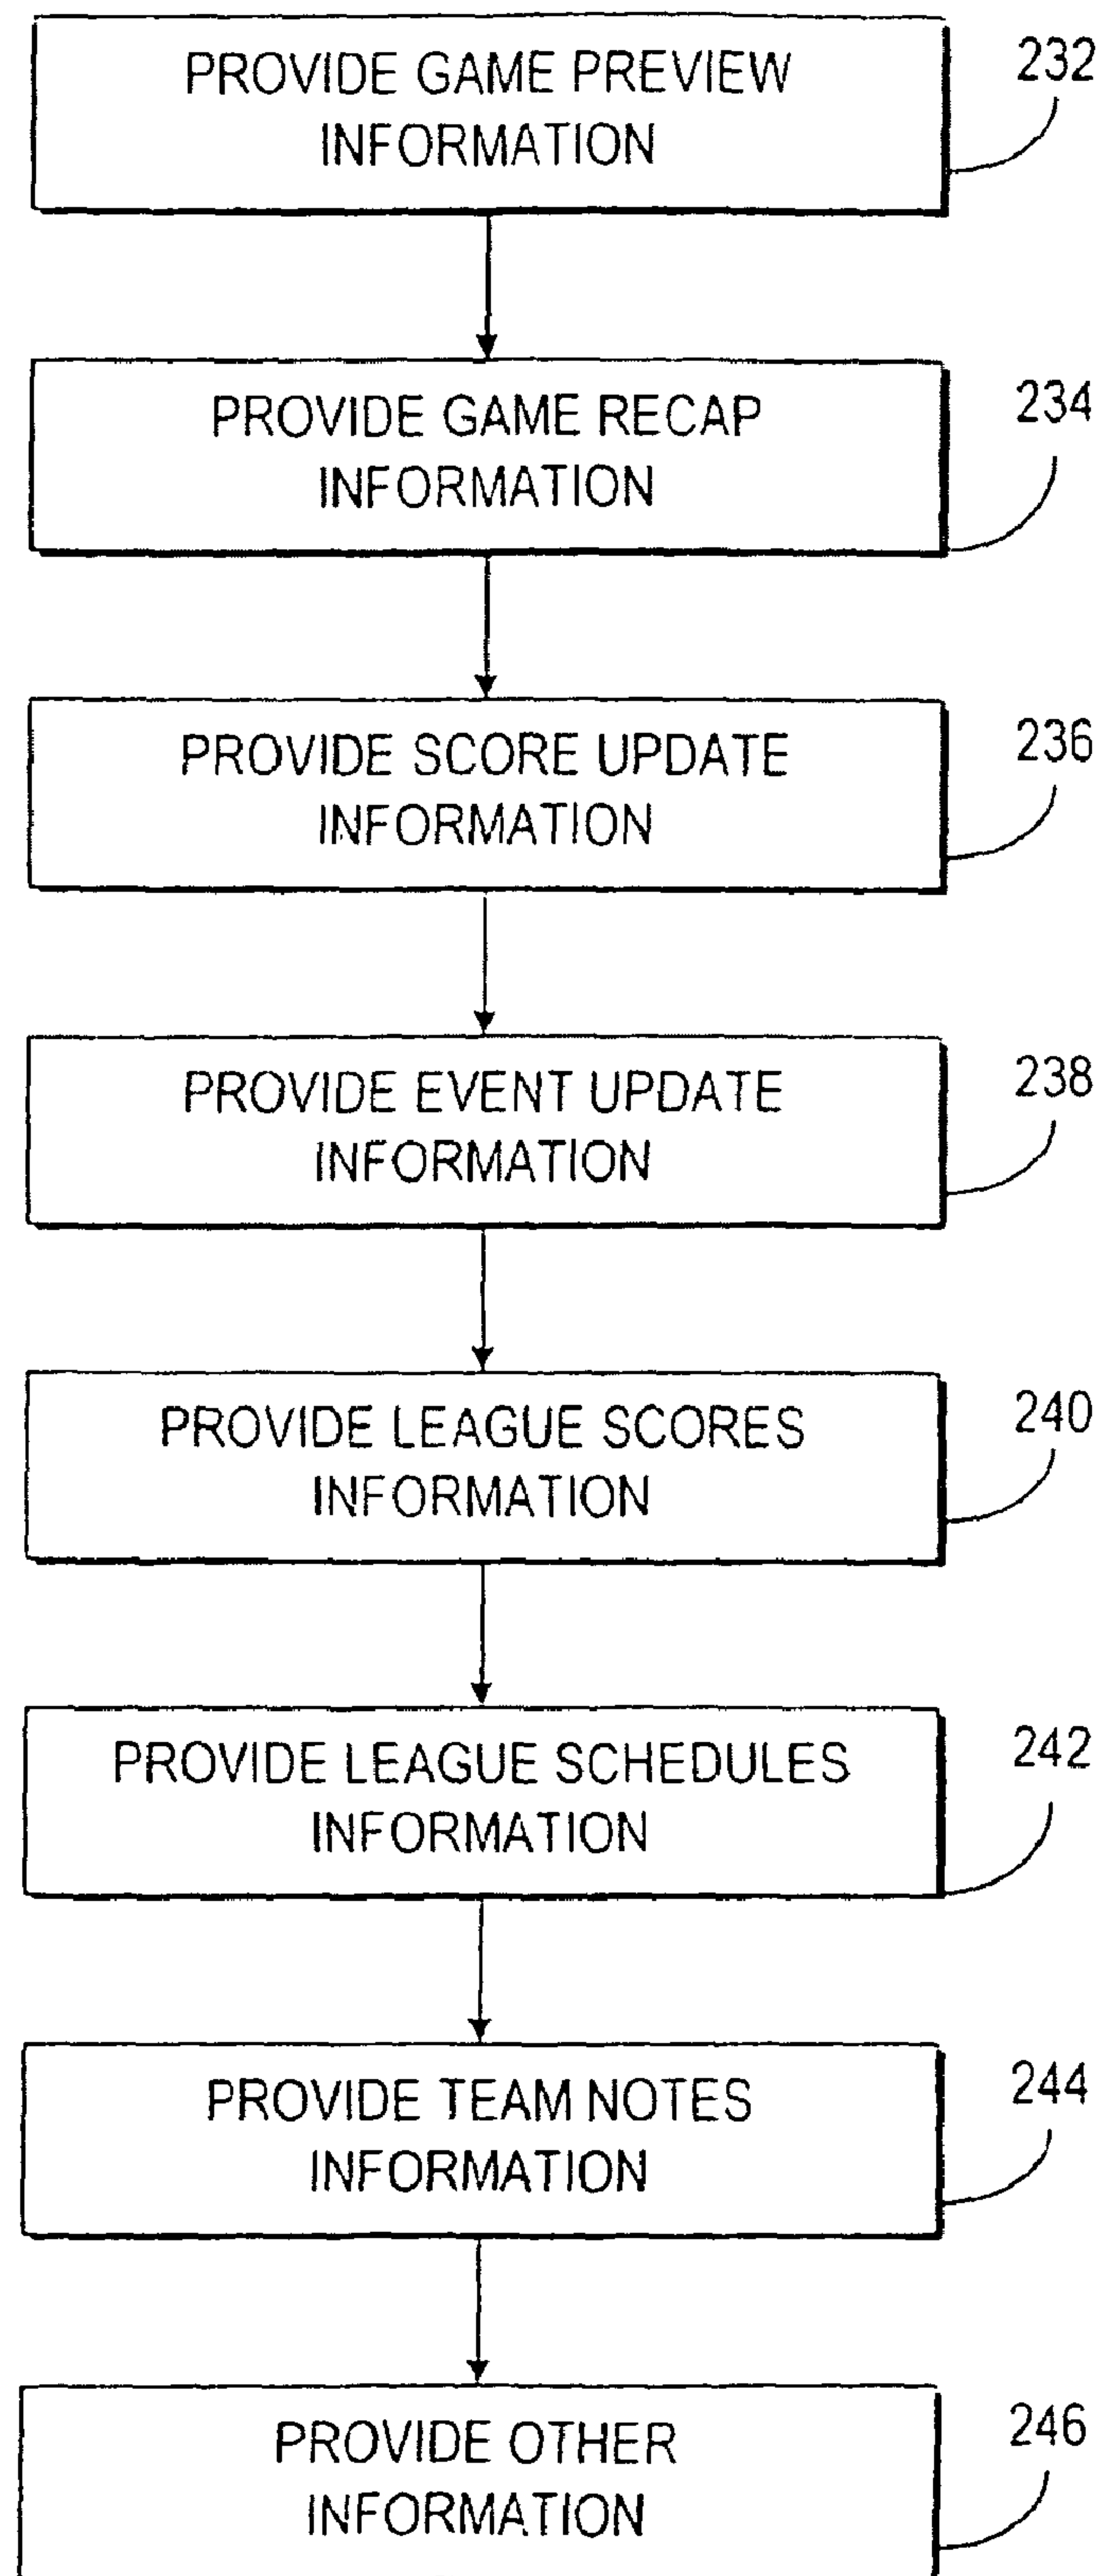 PROVIDE GAME PREVIEW
INFORMATION
232
PROVIDE GAME RECAP
INFORMATION
234
PROVIDE SCORE UPDATE
INFORMATION
236
PROVIDE EVENT UPDATE
INFORMATION
238
PROVIDE LEAGUE SCORES
INFORMATION
240
PROVIDE LEAGUE SCHEDULES
INFORMATION
242
PROVIDE TEAM NOTES
INFORMATION
244
PROVIDE OTHER
INFORMATION
246